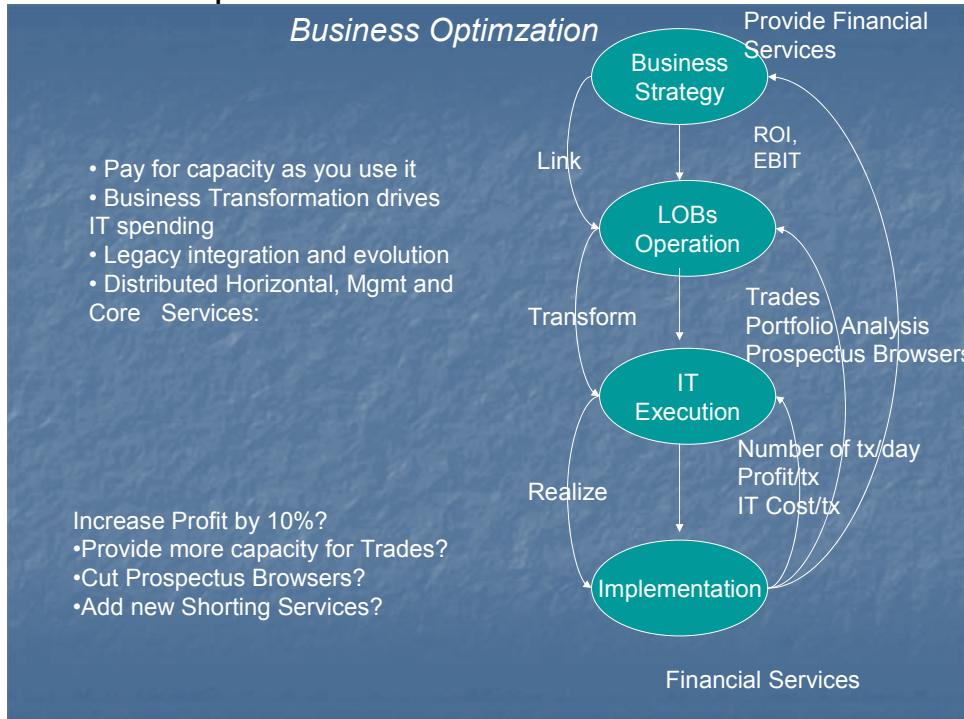 Business Optimzation
Provide Financial
Services
Business
Strategy
ROI,
EBIT
Link
• Pay for capacity as you use it
• Business Transformation drives
IT spending
• Legacy integration and evolution
• Distributed Horizontal, Mgmt and
Core Services:
LOBs
Operation
Trades
Portfolio Analysis
Prospectus Browsers
Transform
IT
Execution
Number of tx/day
Profit/tx
IT Cost/tx
Realize
Increase Profit by 10%?
•Provide more capacity for Trades?
•Cut Prospectus Browsers?
•Add new Shorting Services?
Implementation
Financial Services